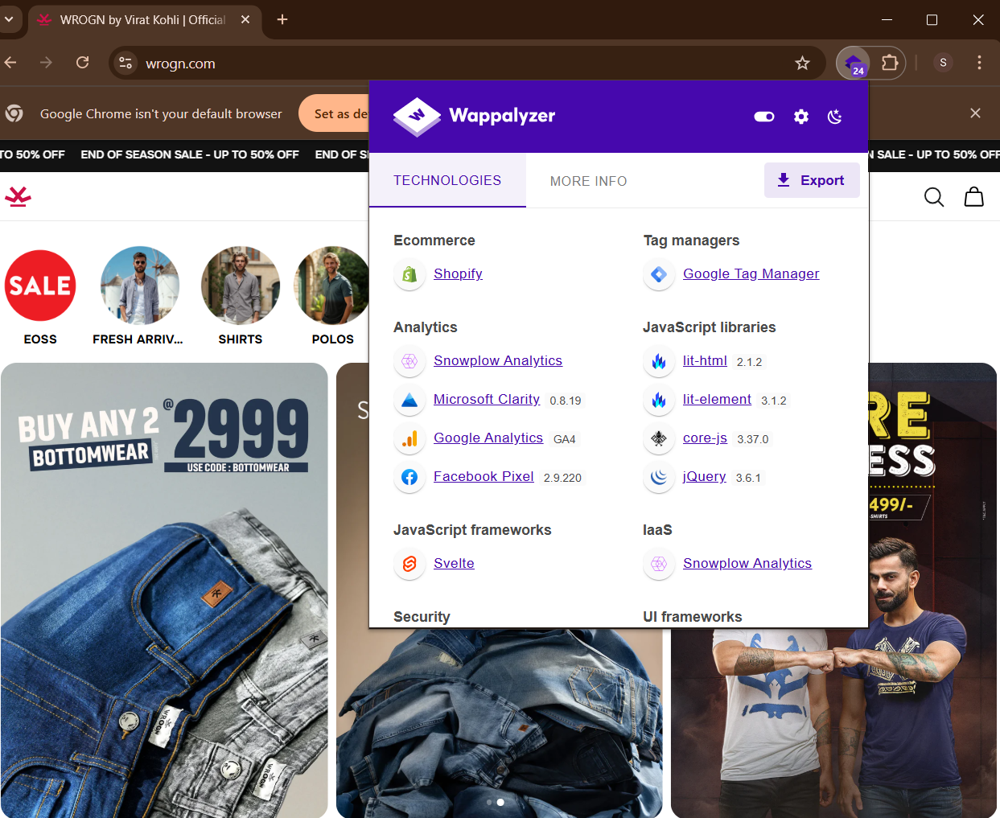 WROGN by Virat Kohli | Official
wrogn.com
24
S
Google Chrome isn't your default browser
Set as de
TO 50% OFF END OF SEASON SALE - UP TO 50% OFF END OF S
N SALE - UP TO 50% OFF
Wappalyzer
TECHNOLOGIES
MORE INFO
Export
Ecommerce
Shopify
Tag managers
Google Tag Manager
Analytics
Snowplow Analytics
Microsoft Clarity 0.8.19
Google Analytics GA4
Facebook Pixel 2.9.220
JavaScript libraries
lit-html 2.1.2
lit-element 3.1.2
core-js 3.37.0
jQuery 3.6.1
JavaScript frameworks
Svelte
IaaS
Snowplow Analytics
Security
UI frameworks
SALE
EOSS
FRESH ARRIV...
SHIRTS
POLOS
BUY ANY 2
BOTTOMWEAR
@2999
USE CODE : BOTTOMWEAR
WROGN
WROGN
S
RE
ESS
499/-
-SHIRTS